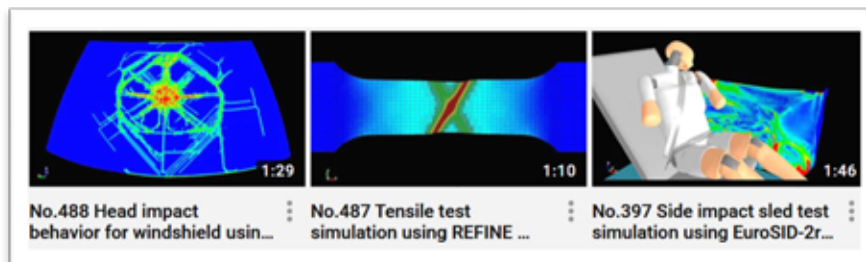 1:29
1:10
1:46
No.488 Head impact
behavior for windshield usin...
No.487 Tensile test
simulation using REFINE ...
No.397 Side impact sled test
simulation using EuroSID-2r...